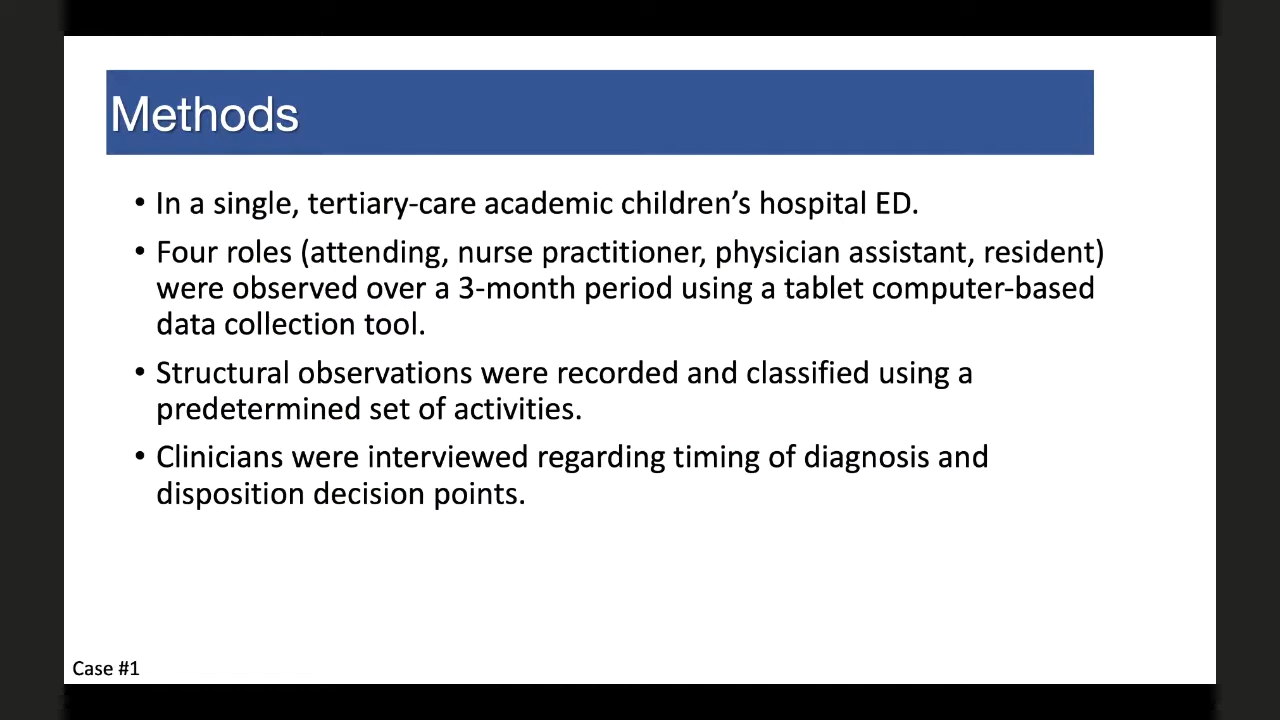 Methods
• In a single, tertiary-care academic children’s hospital ED.
• Four roles (attending, nurse practitioner, physician assistant, resident)
were observed over a 3-month period using a tablet computer-based
data collection tool.
• Structural observations were recorded and classified using a
predetermined set of activities.
• Clinicians were interviewed regarding timing of diagnosis and
disposition decision points.
Case #1